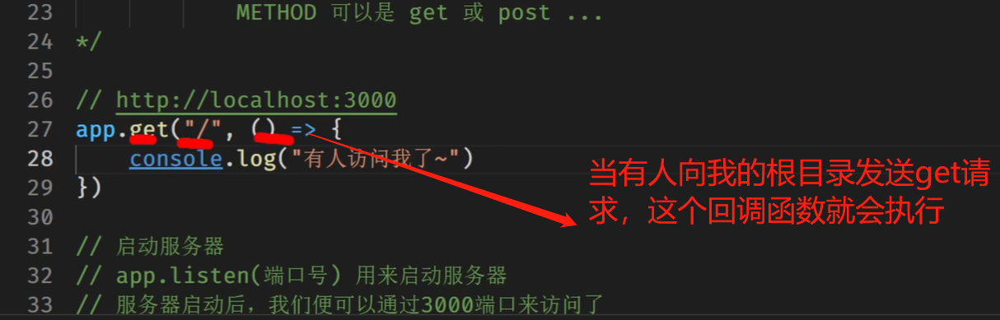 23 METHOD 可以是 get 或 post ...
24 */
25
26 // http://localhost:3000
27 app.get("/", () => {
28 console.log("有人访问我了~")
29 })
当有人向我的根目录发送get请
求，这个回调函数就会执行
30
31 // 启动服务器
32 // app.listen(端口号) 用来启动服务器
33 // 服务器启动后，我们便可以通过3000端口来访问了